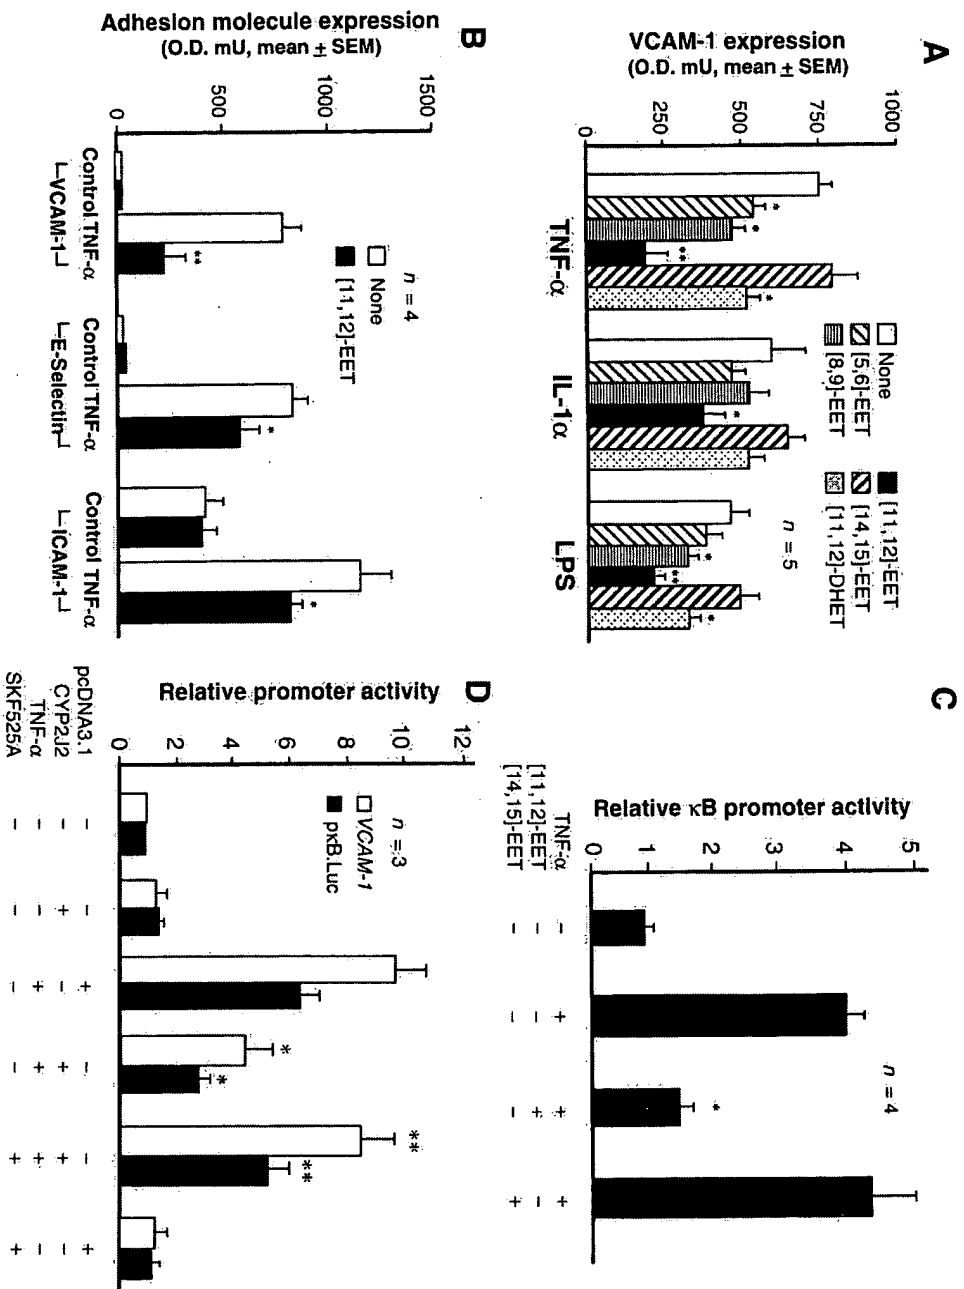 A
VCAM-1 expression
(O.D. mU, mean ± SEM)
1000
750
500
250
0
*
*
**
*
*
*
**
*
TNF-α
IL-1α
LPS
None
[5,6]-EET
[8,9]-EET
[11,12]-EET
[14,15]-EET
[11,12]-DHET
n = 5
B
Adhesion molecule expression
(O.D. mU, mean ± SEM)
1500
1000
500
0
n = 4
None
[11,12]-EET
**
*
*
Control TNF-α
Control TNF-α
Control TNF-α
VCAM-1
E-Selectin
ICAM-1
C
Relative κB promoter activity
5
4
3
2
1
0
n = 4
*
TNF-α - + + +
[11,12]-EET - - + -
[14,15]-EET - - - +
D
Relative promoter activity
12
10
8
6
4
2
0
n = 3
VCAM-1
pκB.Luc
*
*
**
**
pcDNA3.1 - - + - - +
CYP2J2 - + - + + -
TNF-α - - + + + -
SKF525A - - - - + +